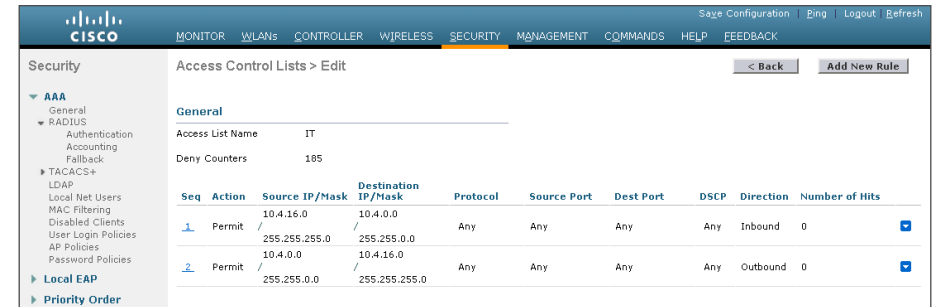 Save Configuration | Ping | Logout | Refresh
CISCO
MONITOR WLANs CONTROLLER WIRELESS SECURITY MANAGEMENT COMMANDS HELP FEEDBACK
Security
Access Control Lists > Edit
< Back
Add New Rule
AAA
General
RADIUS
Authentication
Accounting
Fallback
TACACS+
LDAP
Local Net Users
MAC Filtering
Disabled Clients
User Login Policies
AP Policies
Password Policies
Local EAP
Priority Order
General
Access List Name IT
Deny Counters 185
Seq Action Source IP/Mask Destination IP/Mask Protocol Source Port Dest Port DSCP Direction Number of Hits
1 Permit 10.4.16.0 / 255.255.255.0 10.4.0.0 / 255.255.0.0 Any Any Any Any Inbound 0
2 Permit 10.4.0.0 / 255.255.0.0 10.4.16.0 / 255.255.255.0 Any Any Any Any Outbound 0